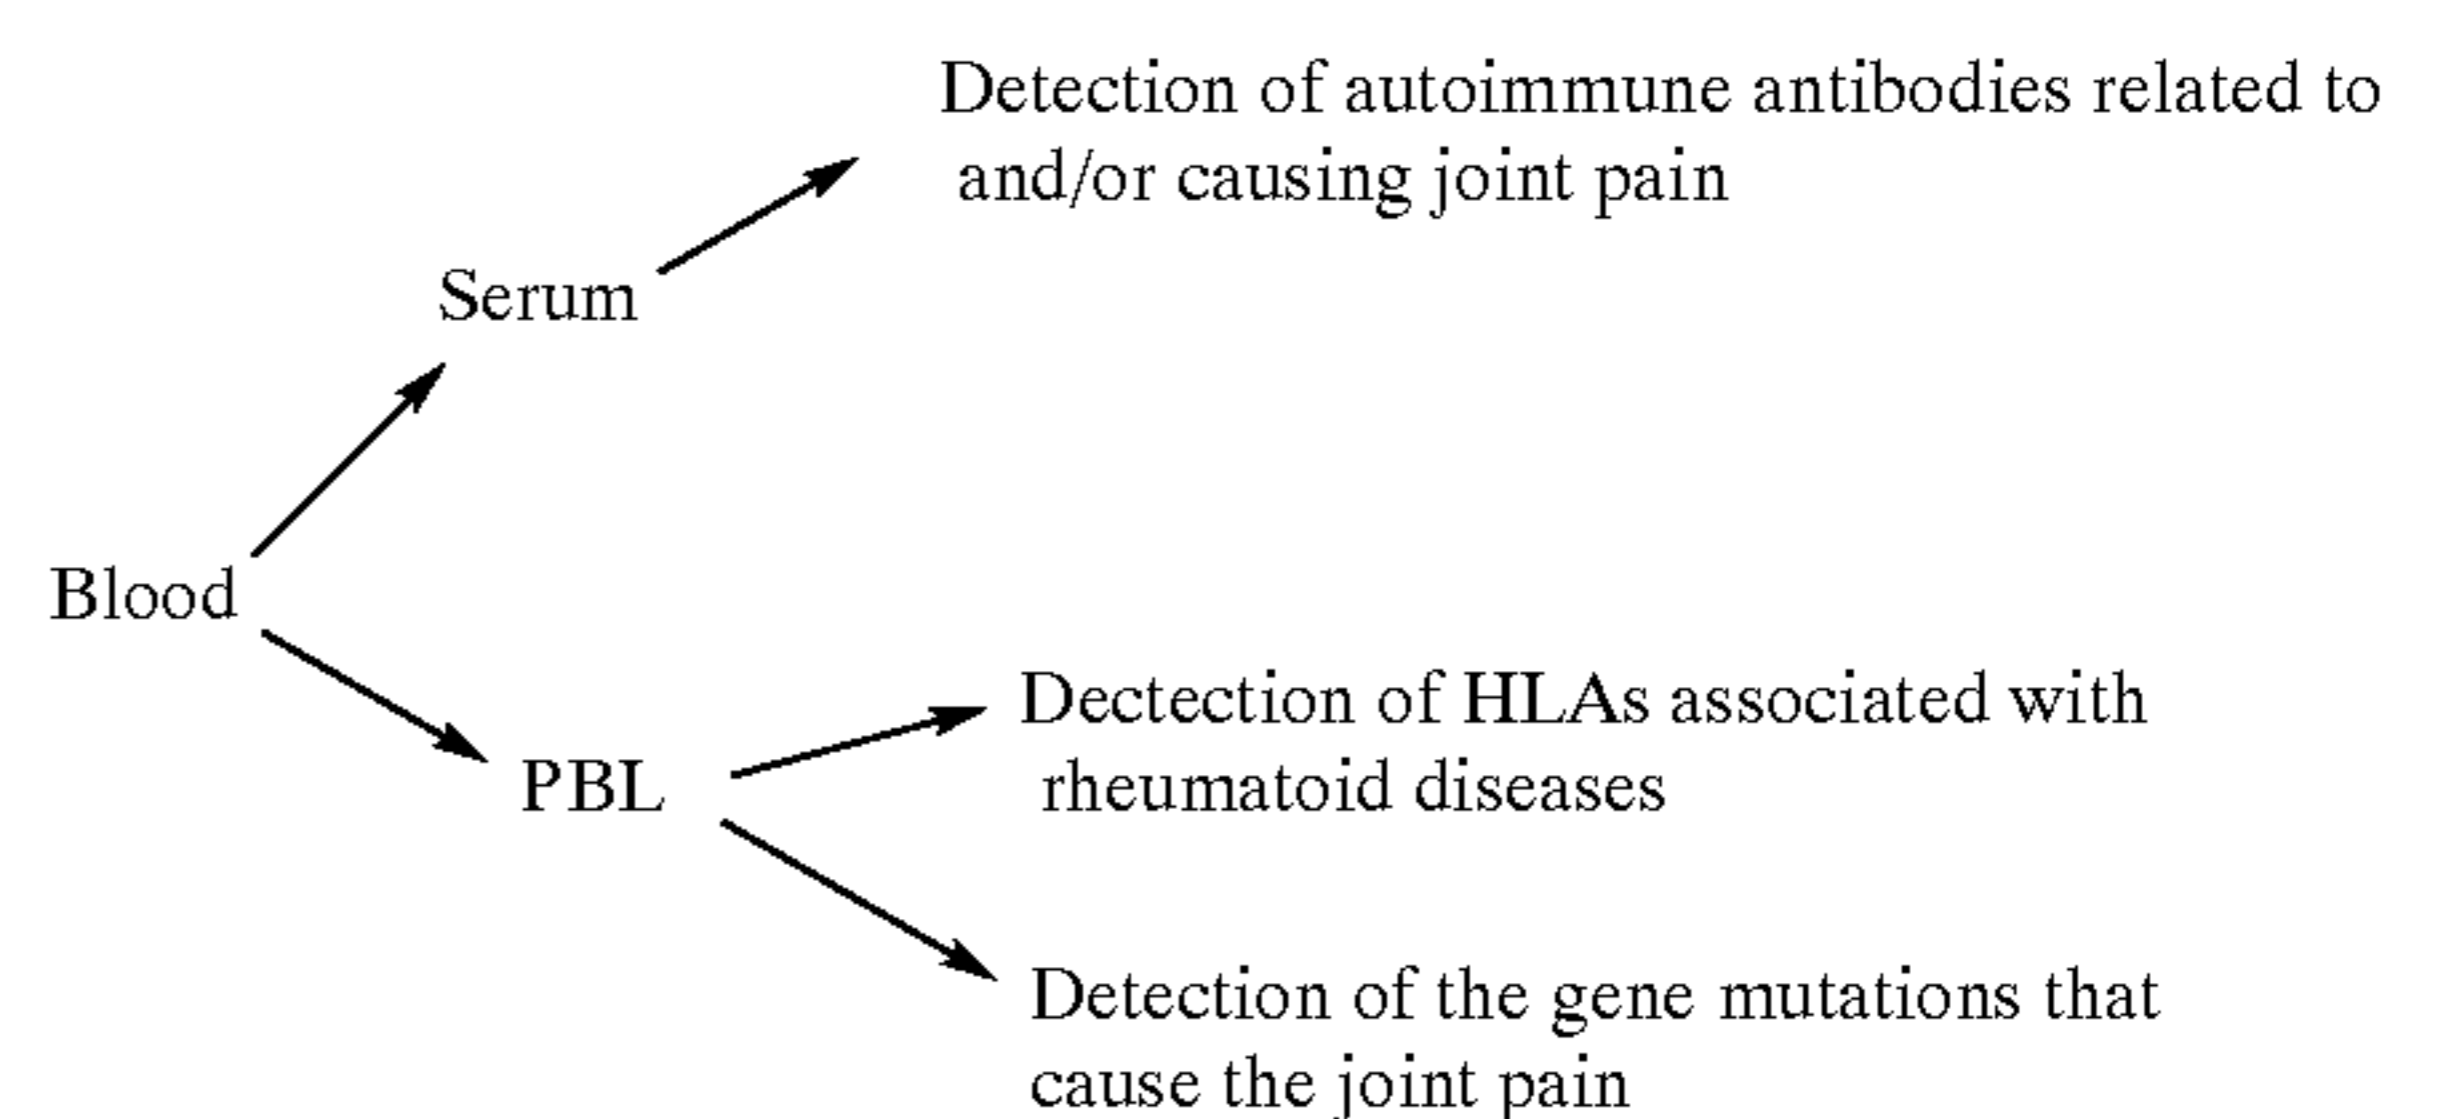 Detection of autoimmune antibodies related to
and/or causing joint pain
Serum
Blood
Dectection of HLAs associated with
rheumatoid diseases
PBL
Detection of the gene mutations that
cause the joint pain